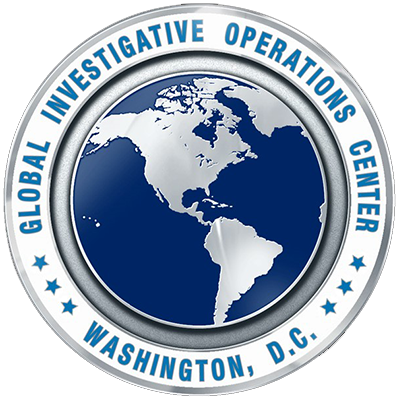 GLOBAL INVESTIGATIVE OPERATIONS CENTER
WASHINGTON, D.C.